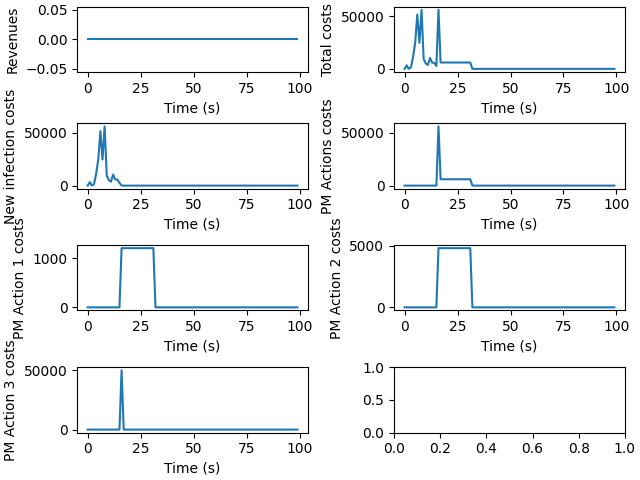 Revenues
0.05
0.00
−0.05
0 25 50 75 100
Time (s)
Total costs
50000
0
0 25 50 75 100
Time (s)
New infection costs
50000
0
0 25 50 75 100
Time (s)
PM Actions costs
50000
0
0 25 50 75 100
Time (s)
PM Action 1 costs
1000
0
0 25 50 75 100
Time (s)
PM Action 2 costs
5000
0
0 25 50 75 100
Time (s)
PM Action 3 costs
50000
0
0 25 50 75 100
Time (s)
1.0
0.5
0.0
0.0 0.2 0.4 0.6 0.8 1.0